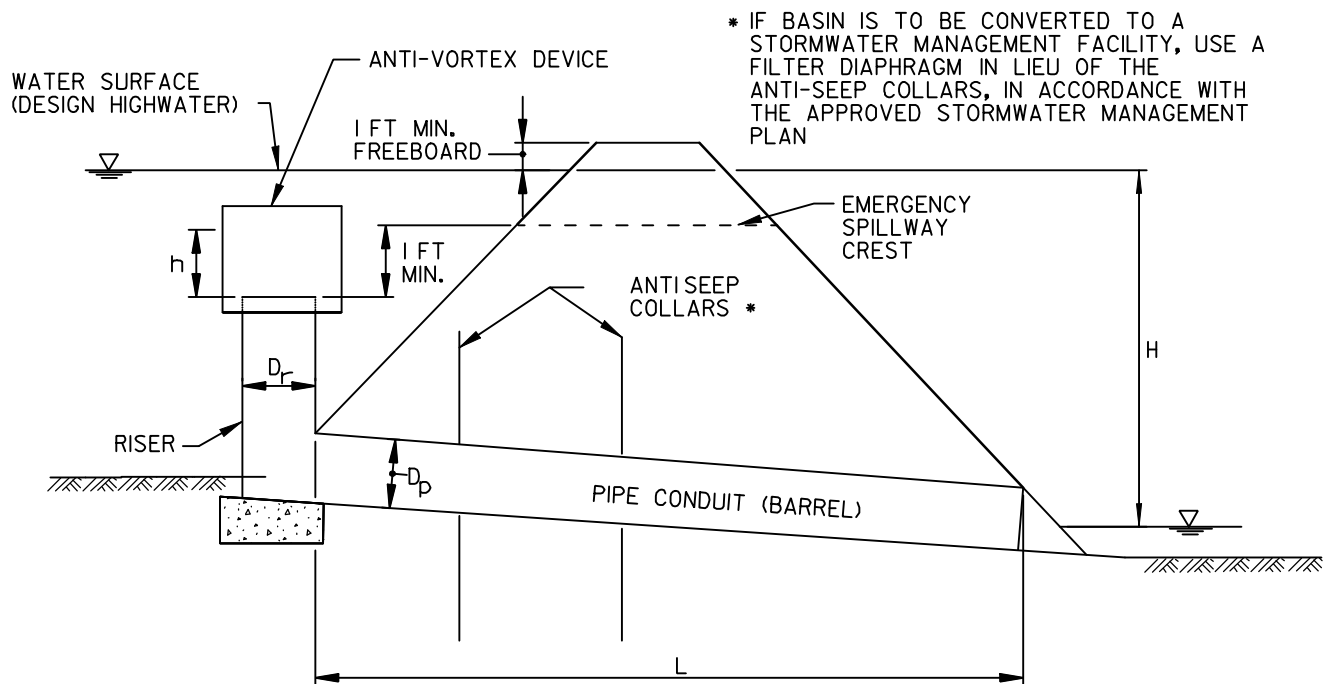 * IF BASIN IS TO BE CONVERTED TO A
STORMWATER MANAGEMENT FACILITY, USE A
FILTER DIAPHRAGM IN LIEU OF THE
ANTI-SEEP COLLARS, IN ACCORDANCE WITH
THE APPROVED STORMWATER MANAGEMENT
PLAN
ANTI-VORTEX DEVICE
WATER SURFACE
(DESIGN HIGHWATER)
1 FT MIN.
FREEBOARD
EMERGENCY
SPILLWAY
CREST
h
1 FT
MIN.
ANTI SEEP
COLLARS *
H
Dr
RISER
Dp
PIPE CONDUIT (BARREL)
L